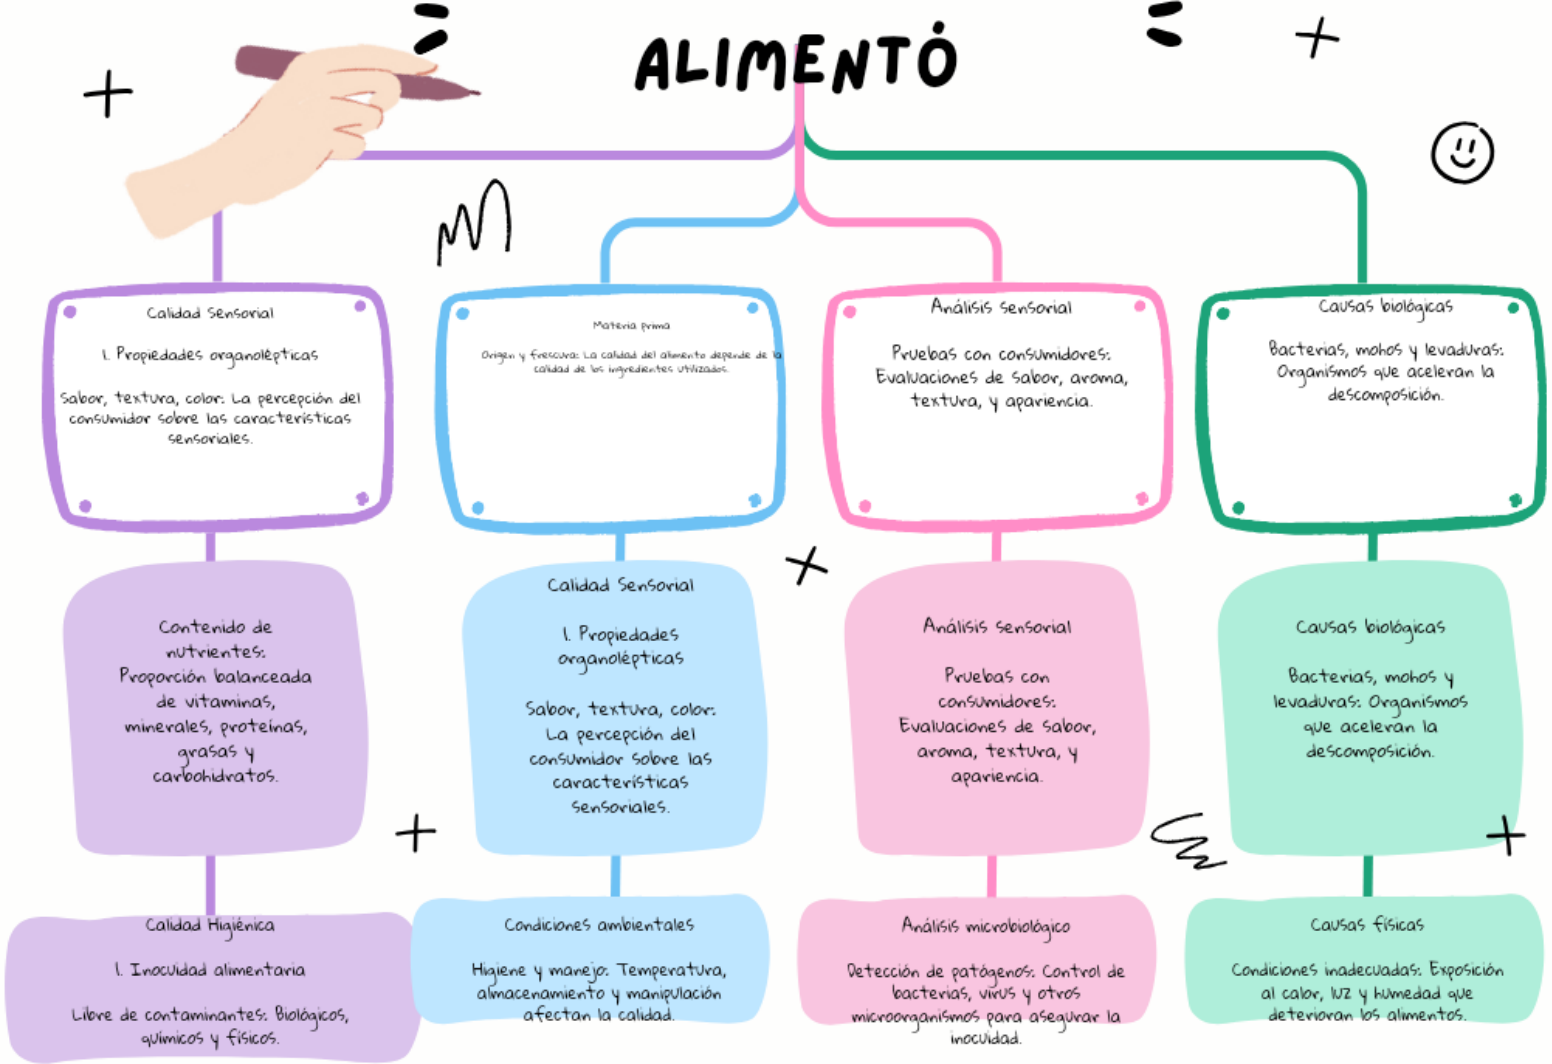 ALIMENTÓ
Calidad Sensorial
1. Propiedades organolépticas
Sabor, textura, color: La percepción del
consumidor sobre las características
sensoriales.
Materia prima
Origen y frescura: La calidad del alimento depende de la
calidad de los ingredientes utilizados.
Análisis sensorial
Pruebas con consumidores:
Evaluaciones de sabor, aroma,
textura, y apariencia.
Causas biológicas
Bacterias, mohos y levaduras:
Organismos que aceleran la
descomposición.
Contenido de
nutrientes:
Proporción balanceada
de vitaminas,
minerales, proteínas,
grasas y
carbohidratos.
Calidad Sensorial
1. Propiedades
organolépticas
Sabor, textura, color:
La percepción del
consumidor sobre las
características
sensoriales.
Análisis sensorial
Pruebas con
consumidores:
Evaluaciones de sabor,
aroma, textura, y
apariencia.
Causas biológicas
Bacterias, mohos y
levaduras: Organismos
que aceleran la
descomposición.
Calidad Higiénica
1. Inocuidad alimentaria
Libre de contaminantes: Biológicos,
químicos y físicos.
Condiciones ambientales
Higiene y manejo: Temperatura,
almacenamiento y manipulación
afectan la calidad.
Análisis microbiológico
Detección de patógenos: Control de
bacterias, virus y otros
microorganismos para asegurar la
inocuidad.
Causas físicas
Condiciones inadecuadas: Exposición
al calor, luz y humedad que
deterioran los alimentos.